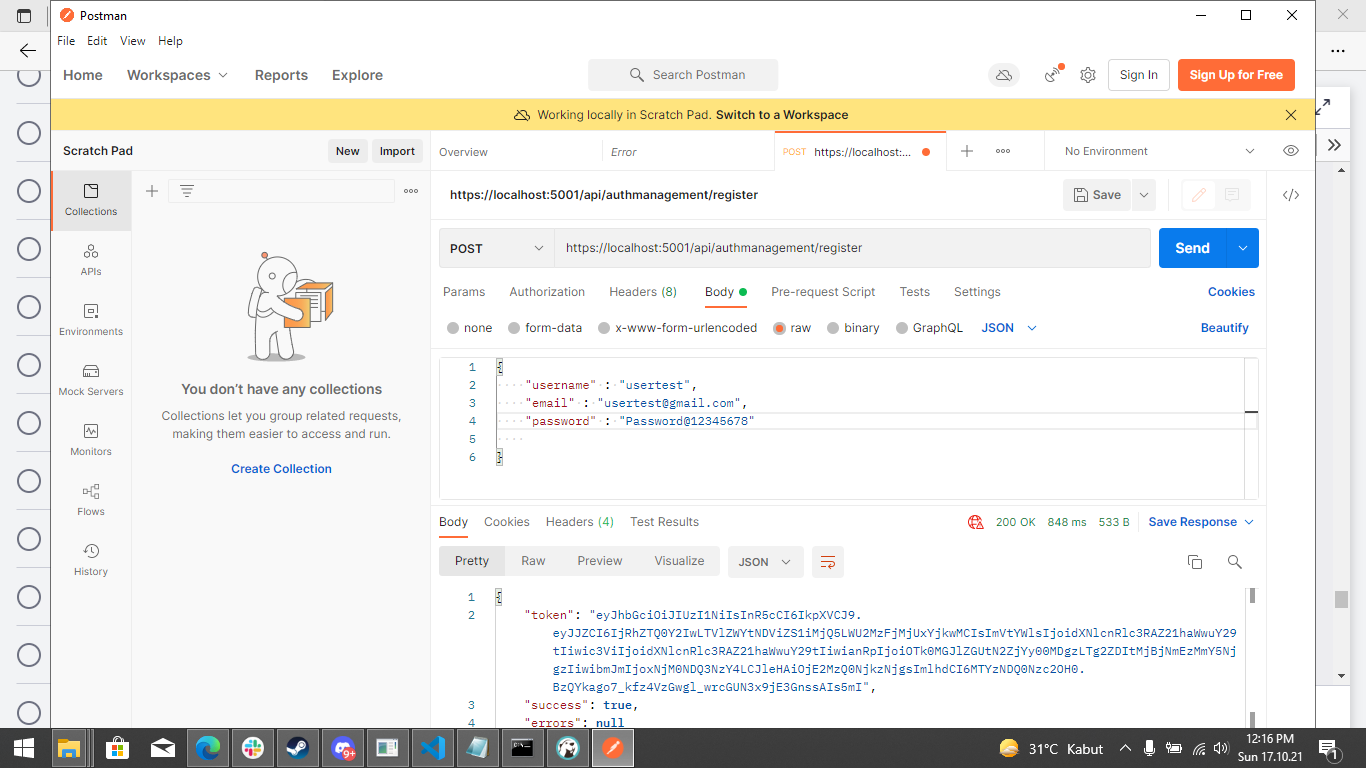 Postman
File Edit View Help
Home Workspaces Reports Explore Search Postman Sign In Sign Up for Free
Working locally in Scratch Pad. Switch to a Workspace
Scratch Pad New Import Overview Error POST https://localhost:... No Environment
https://localhost:5001/api/authmanagement/register Save
Collections
POST https://localhost:5001/api/authmanagement/register Send
APIs
Params Authorization Headers (8) Body Pre-request Script Tests Settings Cookies
Environments
none form-data x-www-form-urlencoded raw binary GraphQL JSON Beautify
Mock Servers
1 {
2 "username" : "usertest",
3 "email" : "usertest@gmail.com",
4 "password" : "Password@12345678"
5
6 }
You don't have any collections
Collections let you group related requests,
making them easier to access and run.
Create Collection
Monitors
Flows
History
Body Cookies Headers (4) Test Results 200 OK 848 ms 533 B Save Response
Pretty Raw Preview Visualize JSON
1 {
2 "token": "eyJhbGciOiJIUzI1NiIsInR5cCI6IkpXVCJ9.
eyJJZCI6IjRhZTQ0Y2IwLTVlZWYtNDViZS1iMjQ5LWU2MzFjMjUxYjkwMCIsImVtYWlsIjoidXNlcnRlc3RAZ21haWwuY29
tIiwic3ViIjoidXNlcnRlc3RAZ21haWwuY29tIiwianRpIjoiOTk0MGJlZGUtN2ZjYy00MDgzLTg2ZDItMjBjNmEzMmY5Nj
gzIiwibmJmIjoxNjM0NDQ3NzY4LCJleHAiOjE2MzQ0NjkzNjgsImlhdCI6MTYzNDQ0Nzc2OH0.
BzQYkago7_kfz4VzGwgl_wrcGUN3x9jE3GnssAIs5mI",
3 "success": true,
4 "errors": null
31°C Kabut
12:16 PM
Sun 17.10.21
1
9+